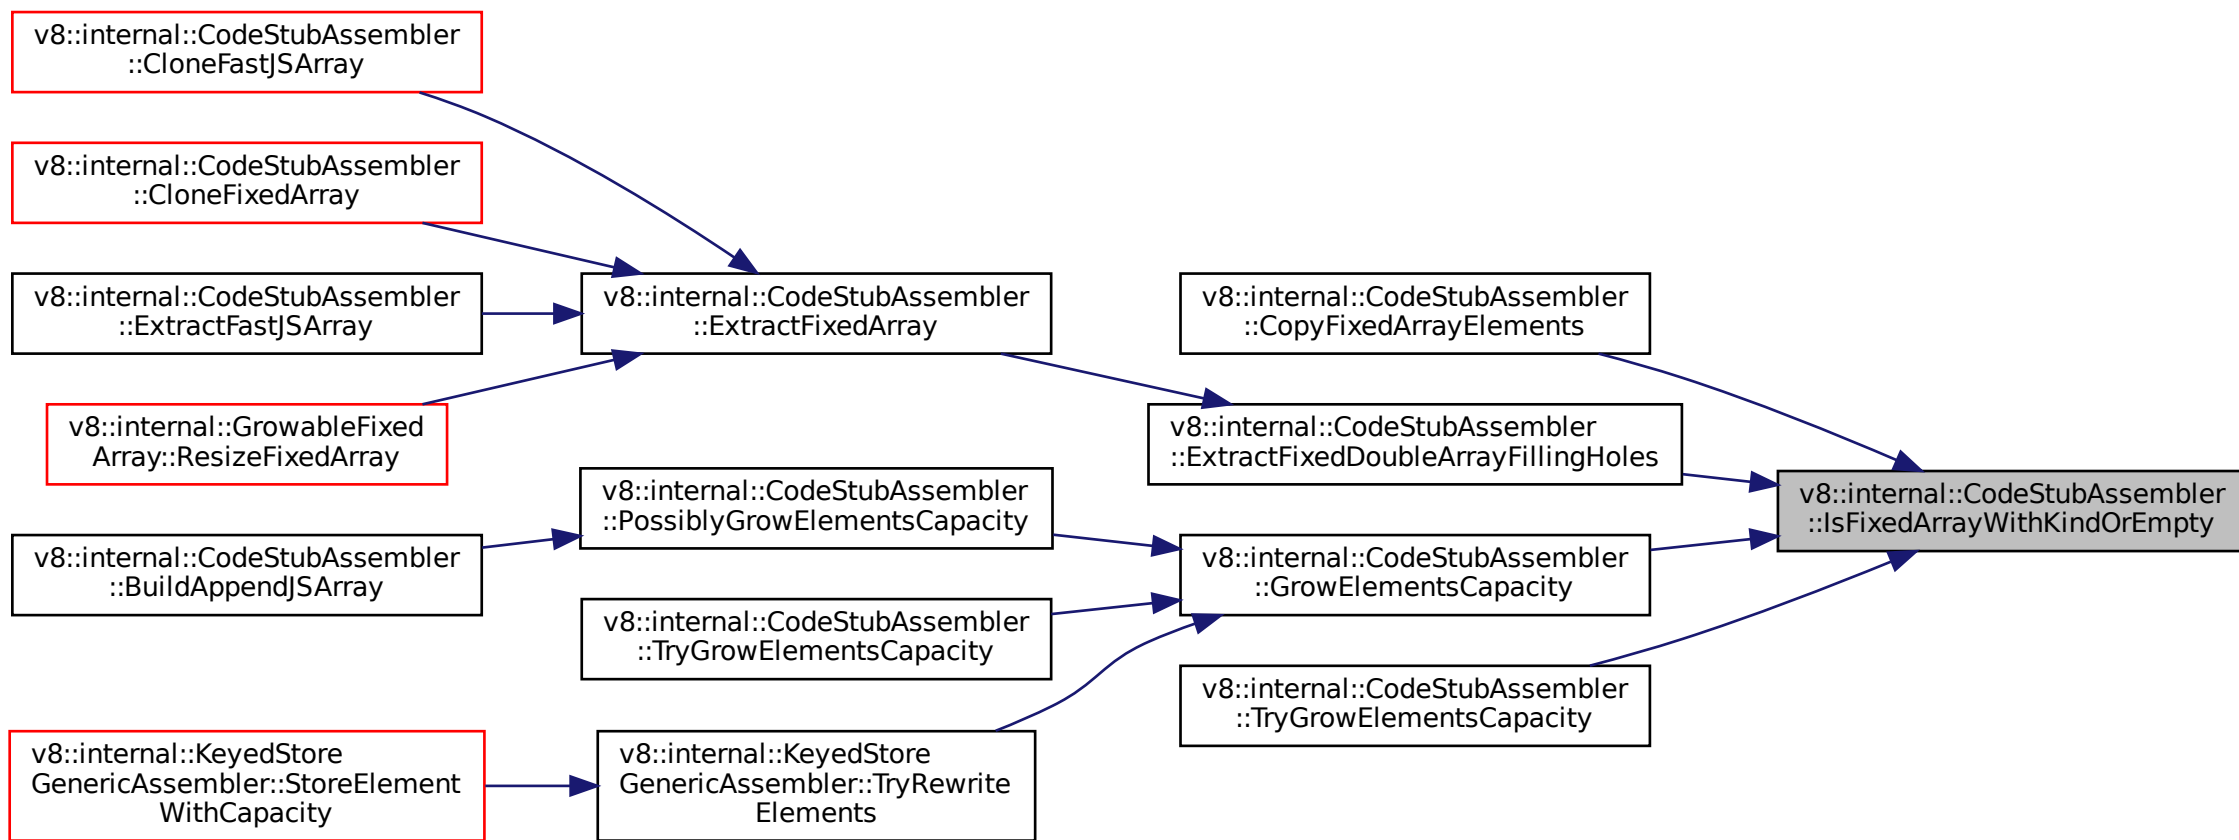 v8::internal::CodeStubAssembler
::CloneFastJSArray
v8::internal::CodeStubAssembler
::CloneFixedArray
v8::internal::CodeStubAssembler
::ExtractFastJSArray
v8::internal::GrowableFixed
Array::ResizeFixedArray
v8::internal::CodeStubAssembler
::BuildAppendJSArray
v8::internal::KeyedStore
GenericAssembler::StoreElement
WithCapacity
v8::internal::CodeStubAssembler
::ExtractFixedArray
v8::internal::CodeStubAssembler
::PossiblyGrowElementsCapacity
v8::internal::CodeStubAssembler
::TryGrowElementsCapacity
v8::internal::KeyedStore
GenericAssembler::TryRewrite
Elements
v8::internal::CodeStubAssembler
::CopyFixedArrayElements
v8::internal::CodeStubAssembler
::ExtractFixedDoubleArrayFillingHoles
v8::internal::CodeStubAssembler
::GrowElementsCapacity
v8::internal::CodeStubAssembler
::TryGrowElementsCapacity
v8::internal::CodeStubAssembler
::IsFixedArrayWithKindOrEmpty